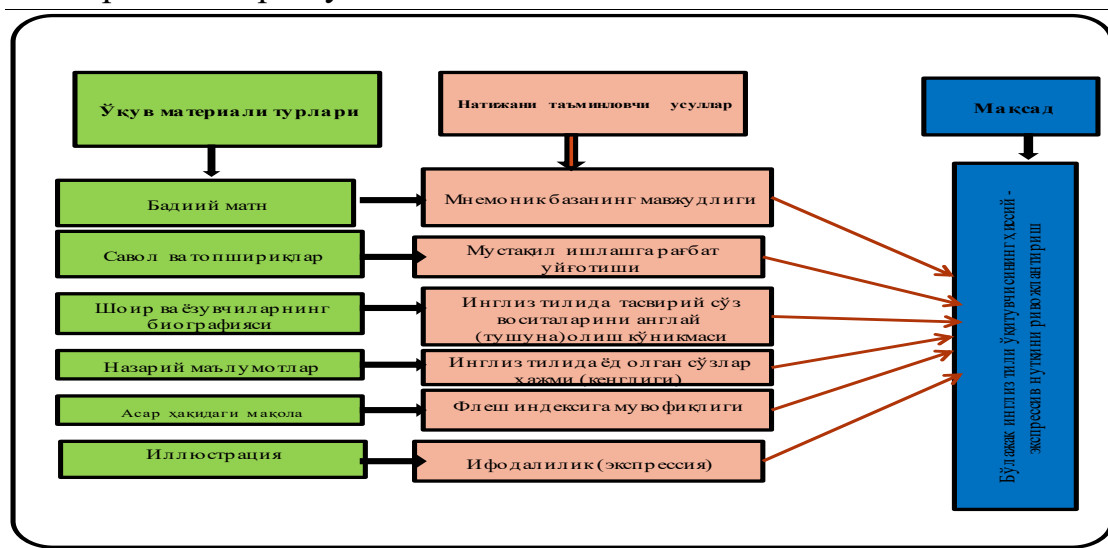 Ўқув материали турлари
Натижани таъминловчи усуллар
Мақсад
Бадиий матн
Мнемоник базанинг мавжудлиги
Савол ва топшириқлар
Мустақил ишлашга рағбат
уйғотиши
Шоир ва ёзувчиларнинг
биографияси
Инглиз тилида тасвирий сўз
воситаларини англай
(тушуна)олиш кўникмаси
Назарий маълумотлар
Инглиз тилида ёд олган сўзлар
ҳажми (кенглиги)
Асар ҳақидаги мақола
Флеш индексига мувофиқлиги
Иллюстрация
Ифодалилик (экспрессия)
Бўлажак инглиз тили ўқитувчисининг ҳиссий -
экспрессив нутқини ривожлантириш